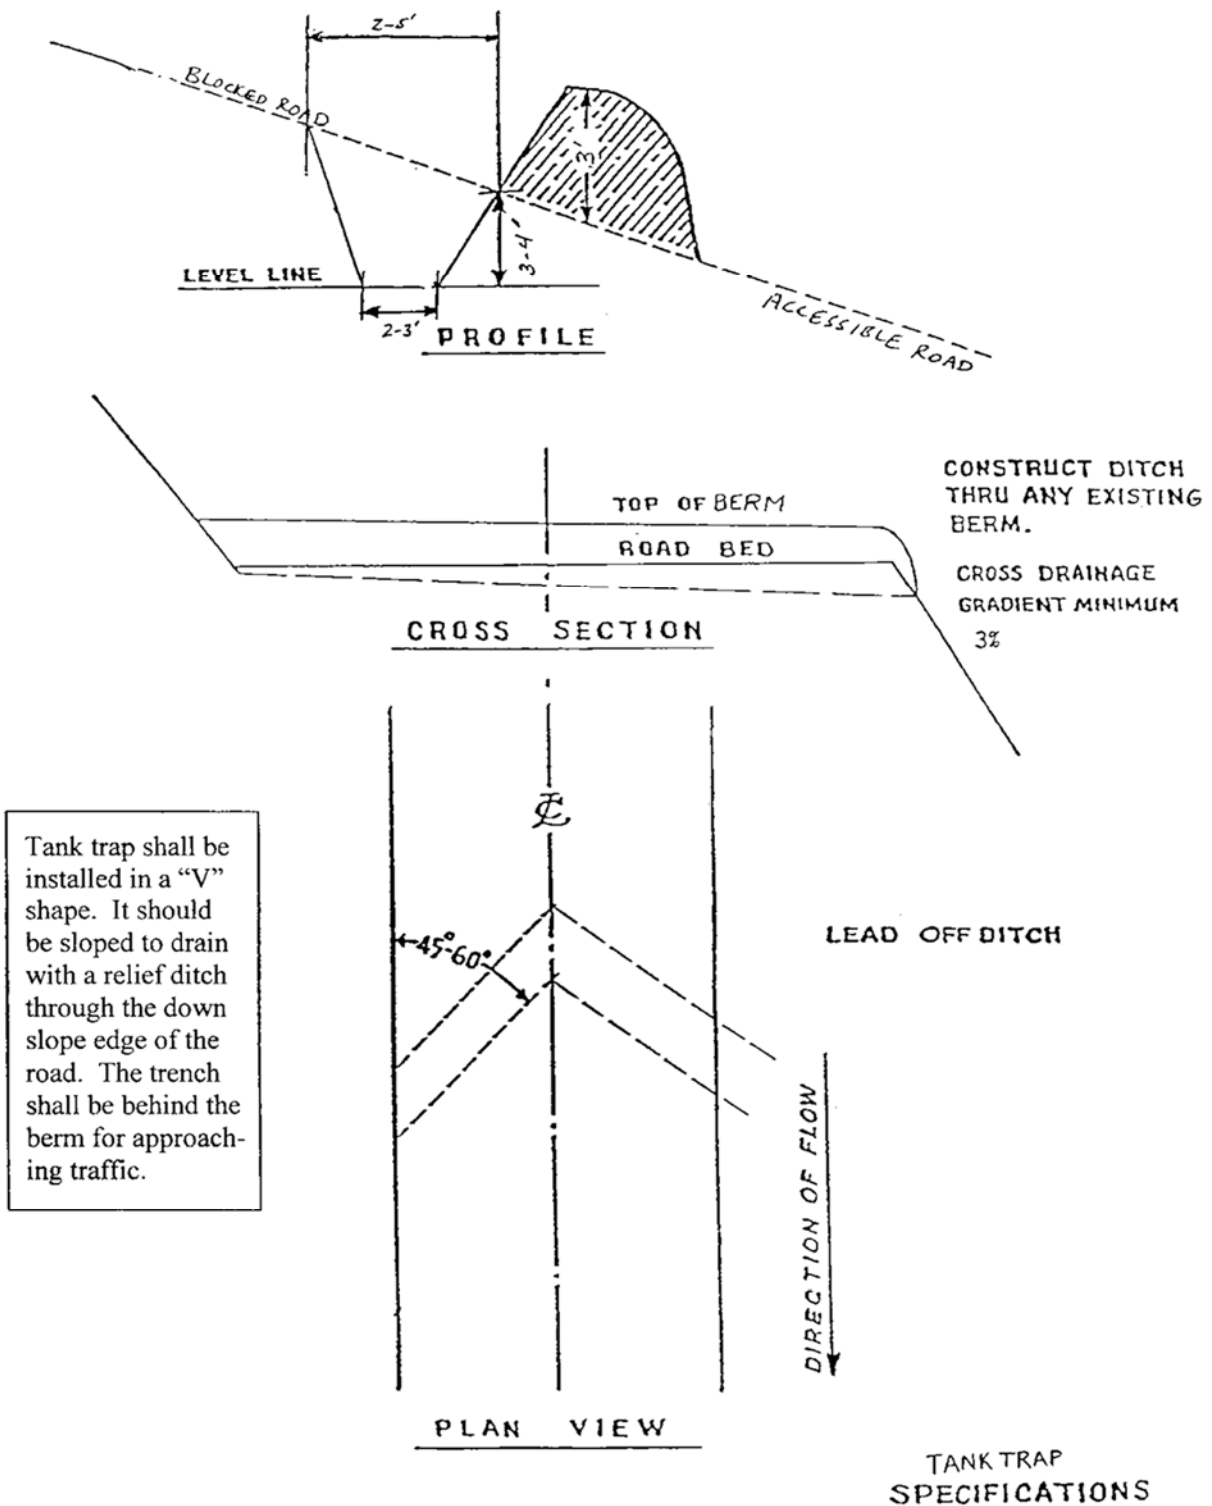 2-5'
BLOCKED ROAD
3'
3-4'
LEVEL LINE
2-3'
PROFILE
ACCESSIBLE ROAD
CONSTRUCT DITCH
THRU ANY EXISTING
BERM.
TOP OF BERM
ROAD BED
CROSS DRAINAGE
GRADIENT MINIMUM
3%
CROSS SECTION
℄
Tank trap shall be
installed in a “V”
shape. It should
be sloped to drain
with a relief ditch
through the down
slope edge of the
road. The trench
shall be behind the
berm for approach-
ing traffic.
45°-60°
LEAD OFF DITCH
DIRECTION OF FLOW
PLAN VIEW
TANK TRAP
SPECIFICATIONS